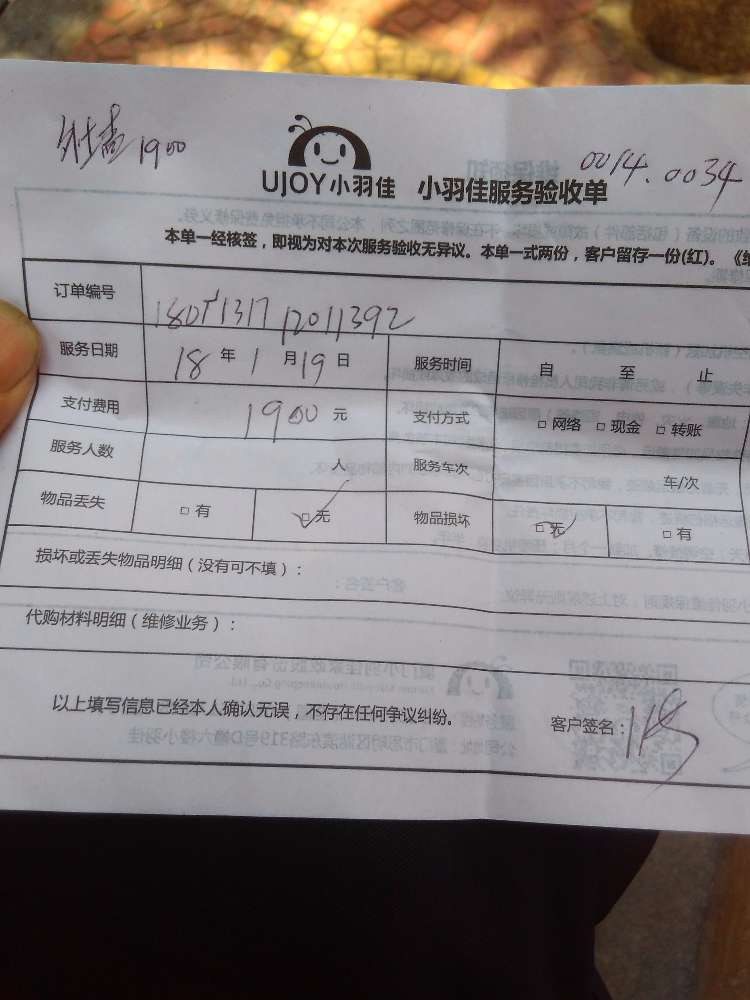 1900
0014.0034
UJOY小羽佳 小羽佳服务验收单
本单一经核签，即视为对本次服务验收无异议。本单一式两份，客户留存一份(红)。
订单编号
服务日期 18年1月19日 服务时间 自 至 止
支付费用 1900元 支付方式 □网络 □现金 □转账
服务人数 人 服务车次 车/次
物品丢失 □有 □无 物品损坏 □无 □有
损坏或丢失物品明细（没有可不填）：
代购材料明细（维修业务）：
以上填写信息已经本人确认无误，不存在任何争议纠纷。 客户签名：